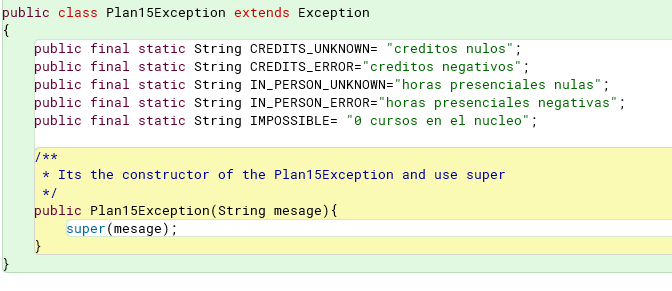 public class Plan15Exception extends Exception
{
public final static String CREDITS_UNKNOWN= "creditos nulos";
public final static String CREDITS_ERROR="creditos negativos";
public final static String IN_PERSON_UNKNOWN="horas presenciales nulas";
public final static String IN_PERSON_ERROR="horas presenciales negativas";
public final static String IMPOSSIBLE= "0 cursos en el nucleo";
/**
* Its the constructor of the Plan15Exception and use super
*/
public Plan15Exception(String mesage){
super(mesage);
}
}